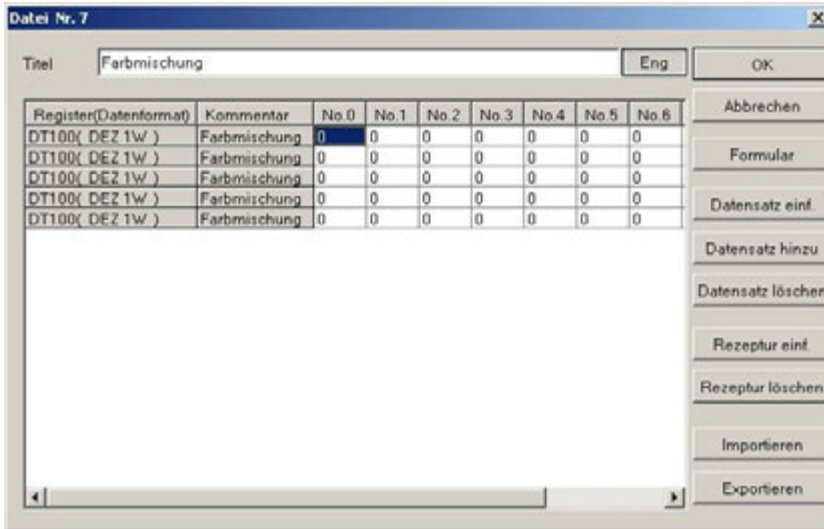 Datei Nr. 7
Titel Farbmischung Eng
Register(Datenformat) Kommentar No.0 No.1 No.2 No.3 No.4 No.5 No.6
DT100( DEZ 1W ) Farbmischung 0 0 0 0 0 0 0
DT100( DEZ 1W ) Farbmischung 0 0 0 0 0 0 0
DT100( DEZ 1W ) Farbmischung 0 0 0 0 0 0 0
DT100( DEZ 1W ) Farbmischung 0 0 0 0 0 0 0
DT100( DEZ 1W ) Farbmischung 0 0 0 0 0 0 0
OK
Abbrechen
Formular
Datensatz einf.
Datensatz hinzu
Datensatz löschen
Rezeptur einf.
Rezeptur löschen
Importieren
Exportieren